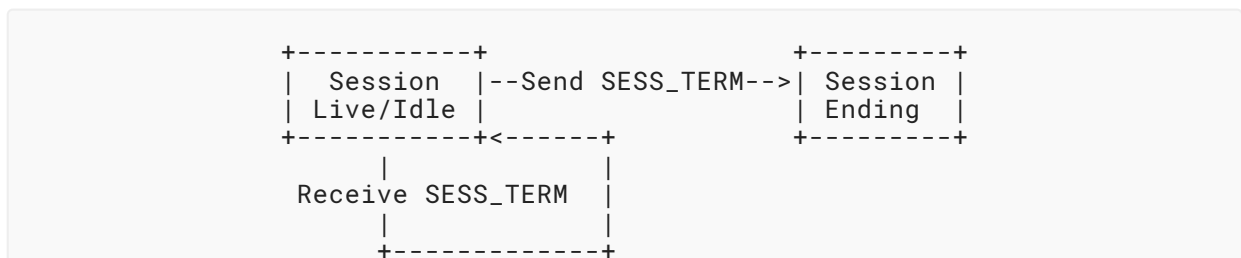 +-----------+                   +---------+
|  Session  |--Send SESS_TERM-->| Session |
| Live/Idle |                   | Ending  |
+-----------+<------+           +---------+
      |             |
 Receive SESS_TERM  |
      |             |
      +-------------+